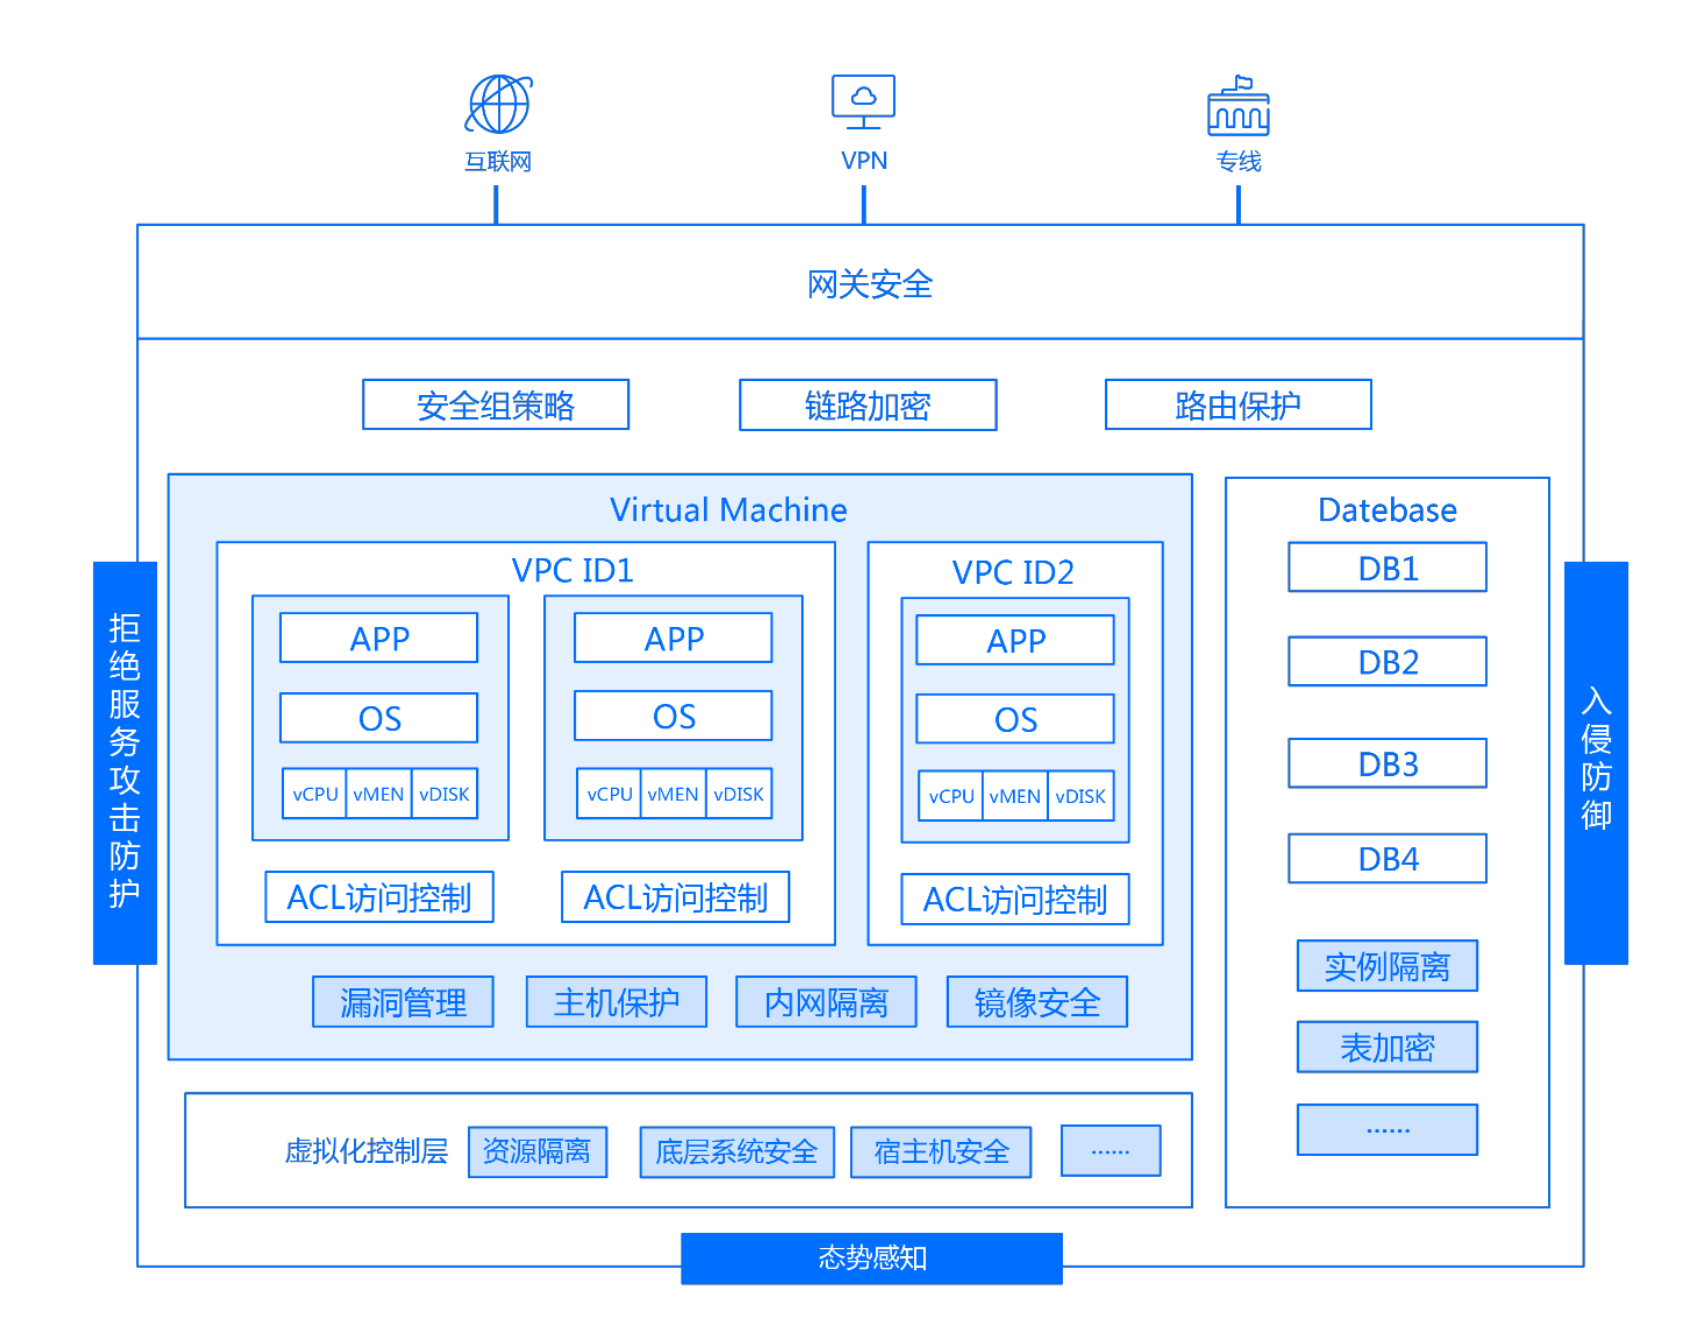 互联网
VPN
专线
网关安全
安全组策略
链路加密
路由保护
拒绝服务攻击防护
Virtual Machine
VPC ID1
APP
OS
vCPU
vMEN
vDISK
ACL访问控制
APP
OS
vCPU
vMEN
vDISK
ACL访问控制
VPC ID2
APP
OS
vCPU
vMEN
vDISK
ACL访问控制
漏洞管理
主机保护
内网隔离
镜像安全
Datebase
DB1
DB2
DB3
DB4
实例隔离
表加密
······
入侵防御
虚拟化控制层
资源隔离
底层系统安全
宿主机安全
······
态势感知